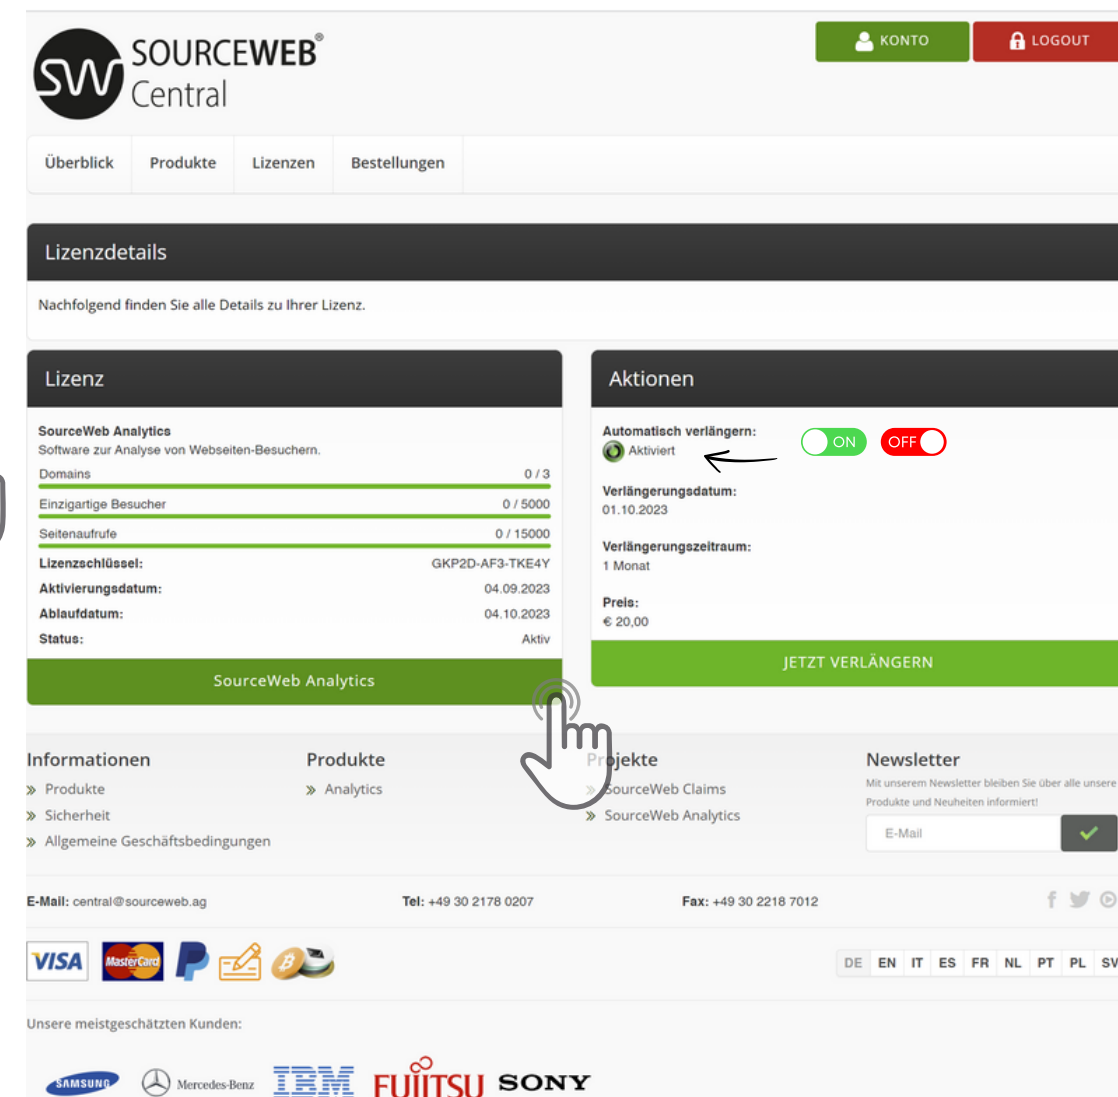 SW SOURCEWEB®
Central
KONTO
LOGOUT
Überblick
Produkte
Lizenzen
Bestellungen
Lizenzdetails
Nachfolgend finden Sie alle Details zu Ihrer Lizenz.
Lizenz
SourceWeb Analytics
Software zur Analyse von Webseiten-Besuchern.
Domains 0 / 3
Einzigartige Besucher 0 / 5000
Seitenaufrufe 0 / 15000
Lizenzschlüssel: GKP2D-AF3-TKE4Y
Aktivierungsdatum: 04.09.2023
Ablaufdatum: 04.10.2023
Status: Aktiv
SourceWeb Analytics
Aktionen
Automatisch verlängern:
Aktiviert
ON
OFF
Verlängerungsdatum:
01.10.2023
Verlängerungszeitraum:
1 Monat
Preis:
€ 20,00
JETZT VERLÄNGERN
Informationen
» Produkte
» Sicherheit
» Allgemeine Geschäftsbedingungen
Produkte
» Analytics
Projekte
» SourceWeb Claims
» SourceWeb Analytics
Newsletter
Mit unserem Newsletter bleiben Sie über alle unsere
Produkte und Neuheiten informiert!
E-Mail
E-Mail: central@sourceweb.ag
Tel: +49 30 2178 0207
Fax: +49 30 2218 7012
VISA MasterCard
DE EN IT ES FR NL PT PL SV
Unsere meistgeschätzten Kunden:
SAMSUNG Mercedes-Benz IBM FUJITSU SONY